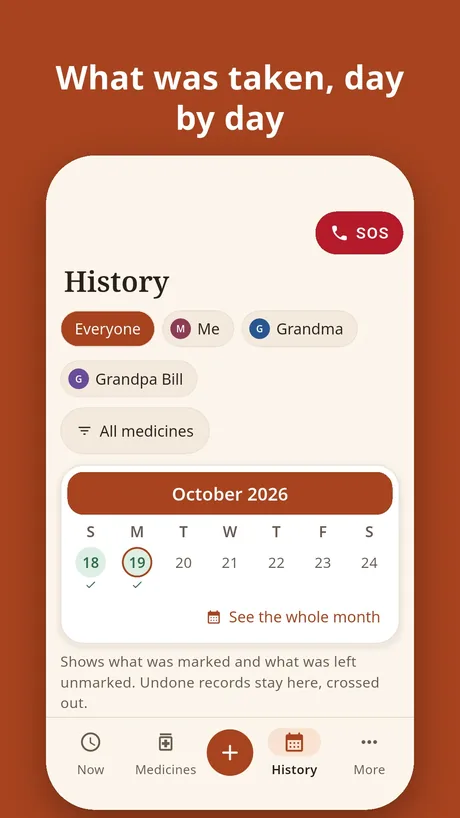 What was taken, day
by day
SOS
History
Everyone
M Me
G Grandma
G Grandpa Bill
All medicines
October 2026
S M T W T F S
18 19 20 21 22 23 24
See the whole month
Shows what was marked and what was left
unmarked. Undone records stay here, crossed
out.
Now Medicines History More